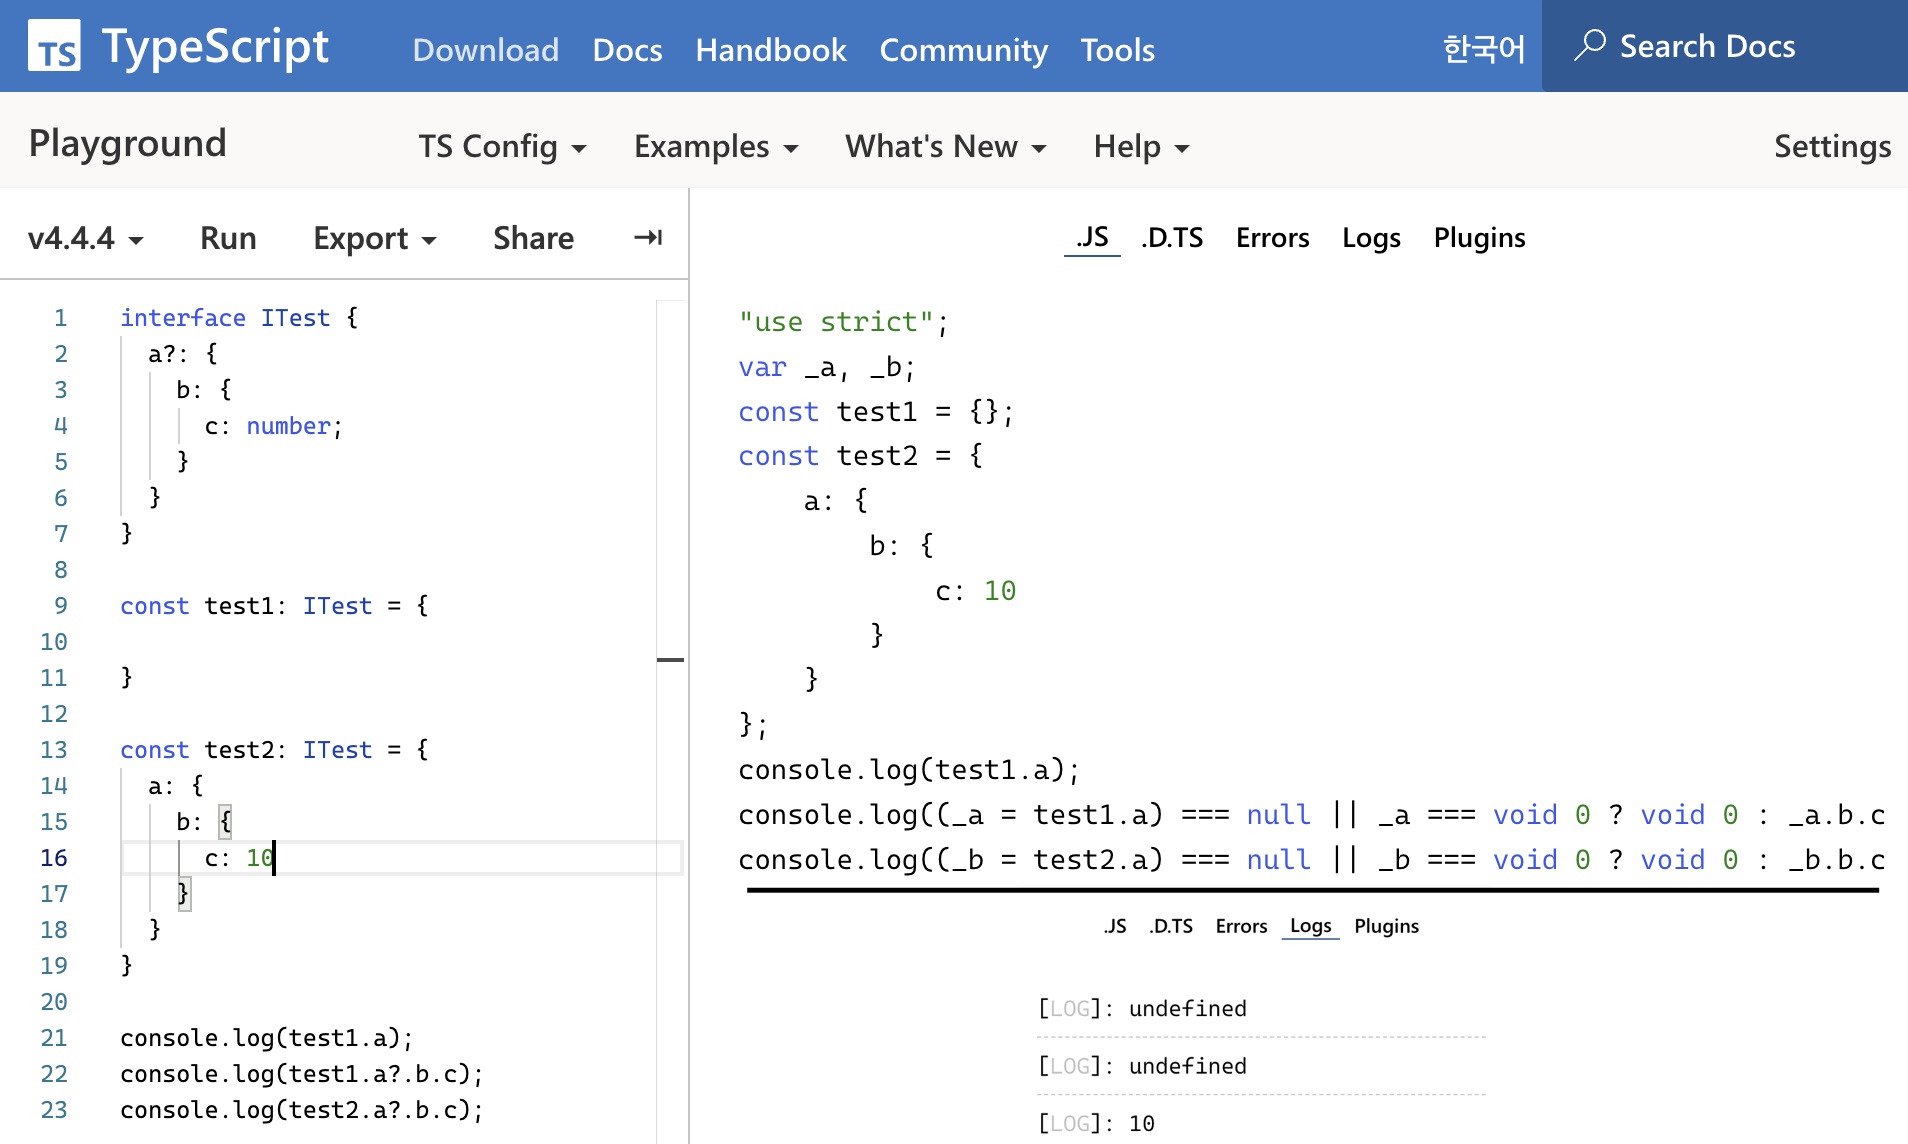 TS TypeScript Download Docs Handbook Community Tools 한국어 Search Docs
Playground TS Config Examples What's New Help Settings
v4.4.4 Run Export Share
1 interface ITest {
2 a?: {
3 b: {
4 c: number;
5 }
6 }
7 }
8
9 const test1: ITest = {
10
11 }
12
13 const test2: ITest = {
14 a: {
15 b: {
16 c: 10
17 }
18 }
19 }
20
21 console.log(test1.a);
22 console.log(test1.a?.b.c);
23 console.log(test2.a?.b.c);
.JS .D.TS Errors Logs Plugins
"use strict";
var _a, _b;
const test1 = {};
const test2 = {
a: {
b: {
c: 10
}
}
};
console.log(test1.a);
console.log((_a = test1.a) === null || _a === void 0 ? void 0 : _a.b.c
console.log((_b = test2.a) === null || _b === void 0 ? void 0 : _b.b.c
.JS .D.TS Errors Logs Plugins
[LOG]: undefined
[LOG]: undefined
[LOG]: 10